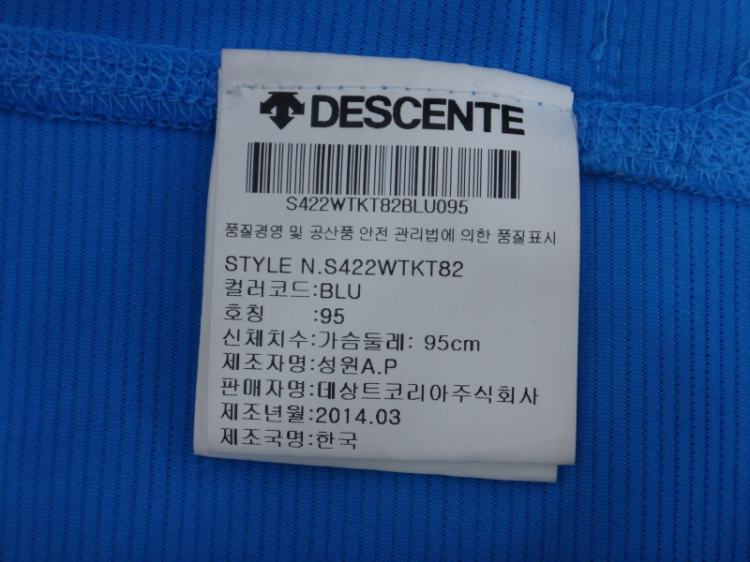 DESCENTE
S422WTKT82BLU095
품질경영 및 공산품 안전 관리법에 의한 품질표시
STYLE N.S422WTKT82
컬러코드:BLU
호칭 :95
신체치수:가슴둘레: 95cm
제조자명:성원A.P
판매자명:데상트코리아주식회사
제조년월:2014.03
제조국명:한국